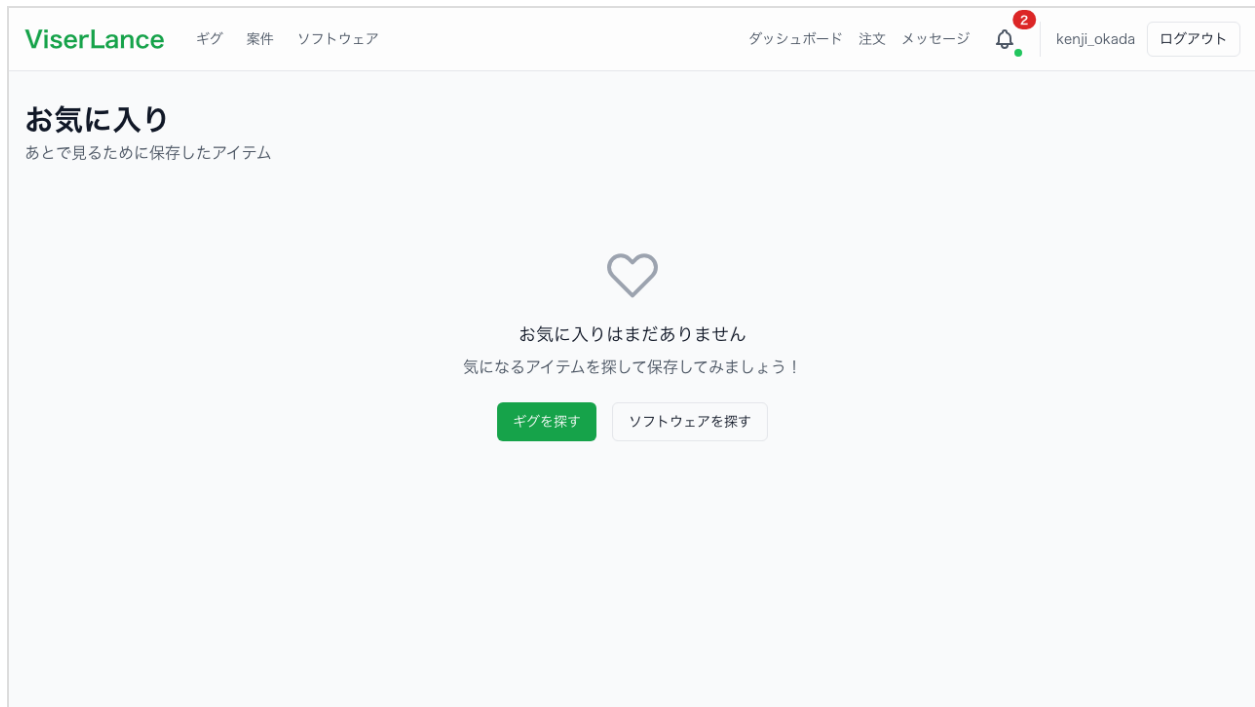 ViserLance ギグ 案件 ソフトウェア ダッシュボード 注文 メッセージ 2 kenji_okada ログアウト
お気に入り
あとで見るために保存したアイテム
お気に入りはまだありません
気になるアイテムを探して保存してみましょう！
ギグを探す ソフトウェアを探す